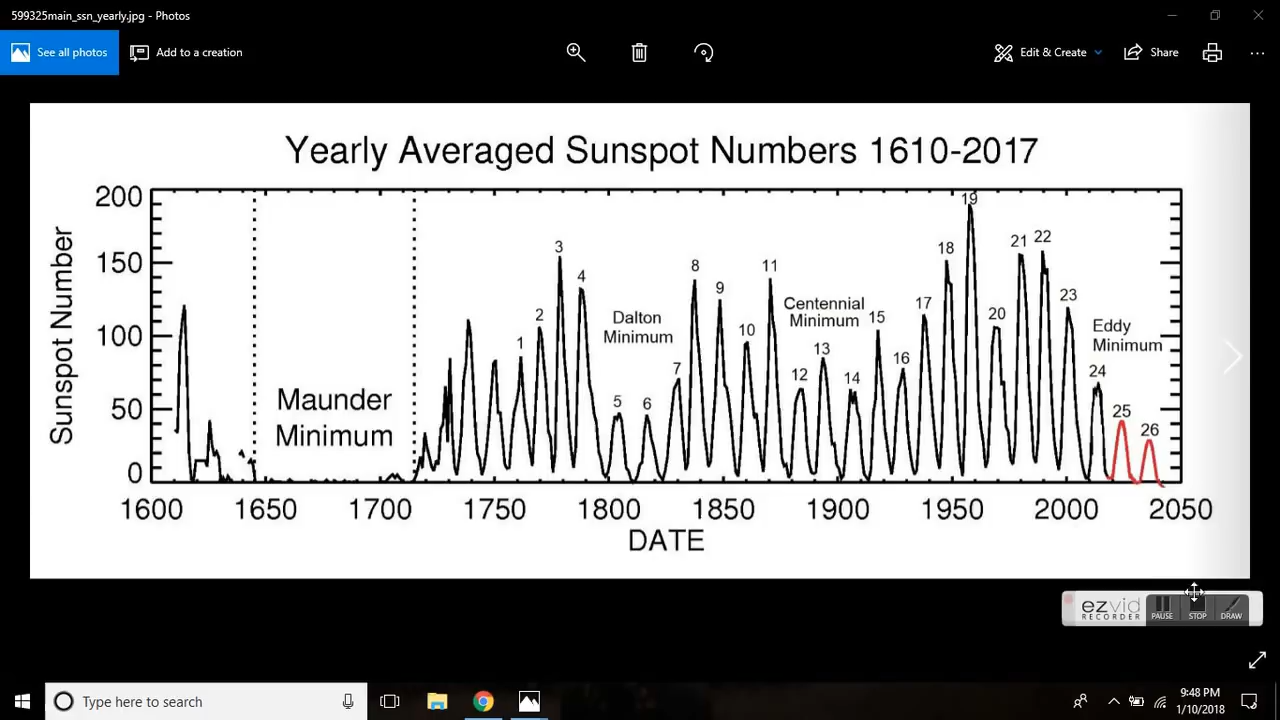 599325main_ssn_yearly.jpg - Photos
See all photos
Add to a creation
Edit & Create
Share
Yearly Averaged Sunspot Numbers 1610-2017
Sunspot Number
200
150
100
50
0
Maunder
Minimum
1
2
3
4
Dalton
Minimum
5
6
7
8
9
10
11
Centennial
Minimum
12
13
14
15
16
17
18
19
20
21
22
23
Eddy
Minimum
24
25
26
1600 1650 1700 1750 1800 1850 1900 1950 2000 2050
DATE
ezvid
RECORDER
PAUSE
STOP
DRAW
Type here to search
9:48 PM
1/10/2018